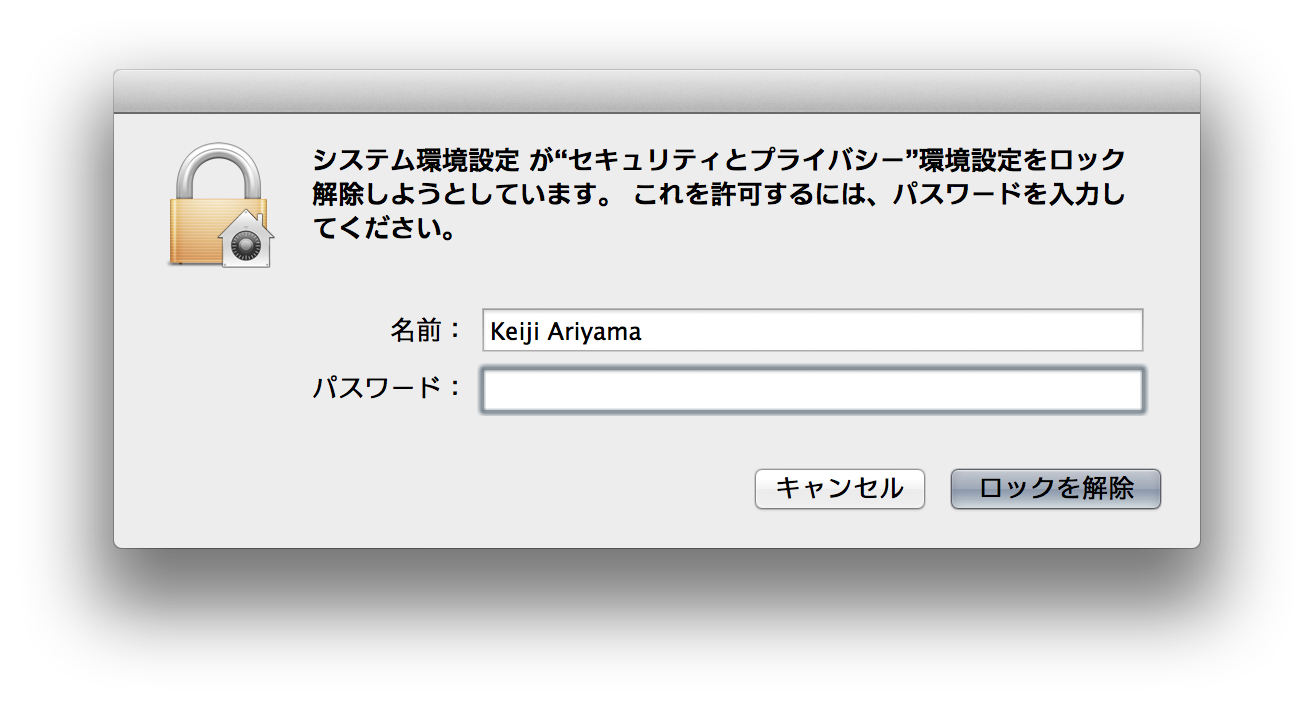 システム環境設定 が“セキュリティとプライバシー”環境設定をロック
解除しようとしています。 これを許可するには、パスワードを入力し
てください。
名前： Keiji Ariyama
パスワード：
キャンセル ロックを解除